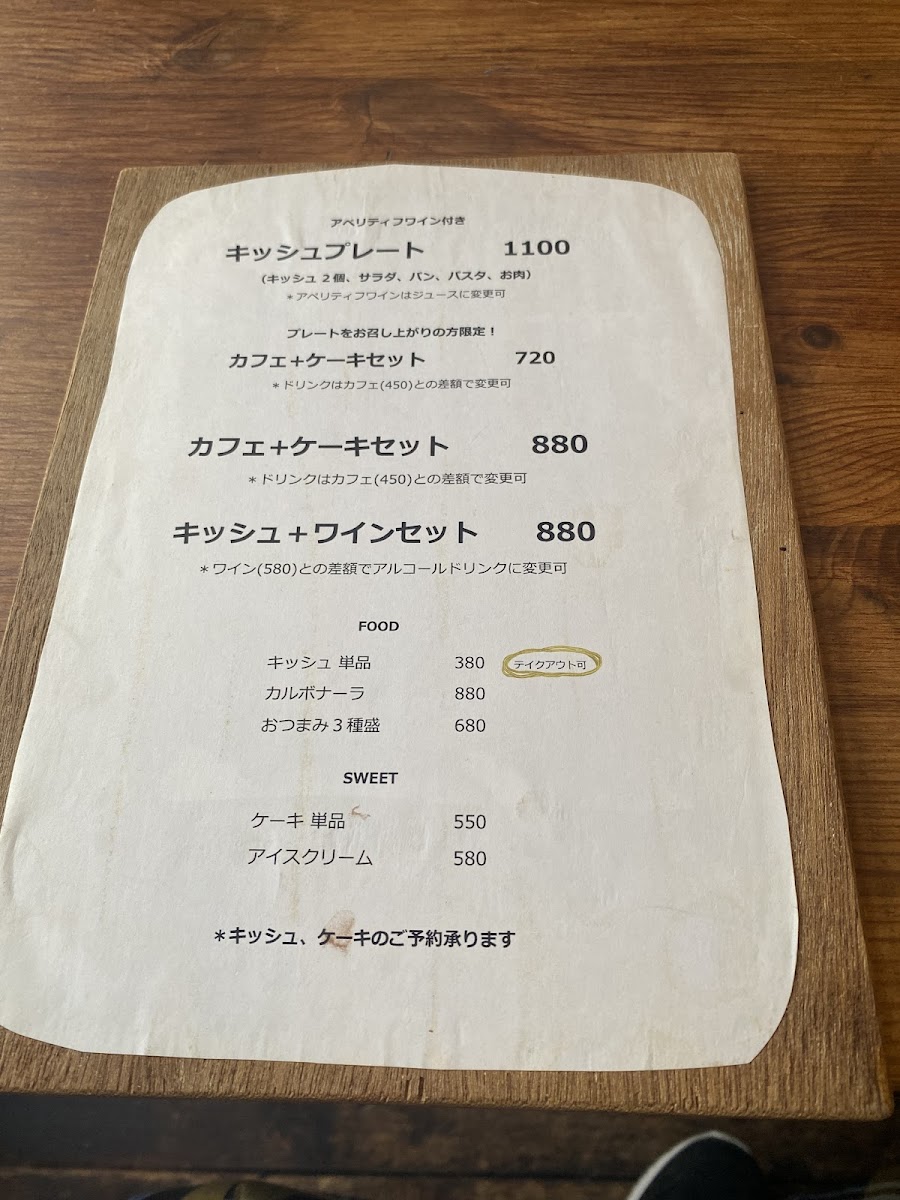 アペリティフワイン付き
キッシュプレート 1100
(キッシュ２個、サラダ、パン、パスタ、お肉)
＊アペリティフワインはジュースに変更可
プレートをお召し上がりの方限定！
カフェ+ケーキセット 720
＊ドリンクはカフェ(450)との差額で変更可
カフェ+ケーキセット 880
＊ドリンクはカフェ(450)との差額で変更可
キッシュ＋ワインセット 880
＊ワイン(580)との差額でアルコールドリンクに変更可
FOOD
キッシュ 単品 380 テイクアウト可
カルボナーラ 880
おつまみ３種盛 680
SWEET
ケーキ 単品 550
アイスクリーム 580
＊キッシュ、ケーキのご予約承ります